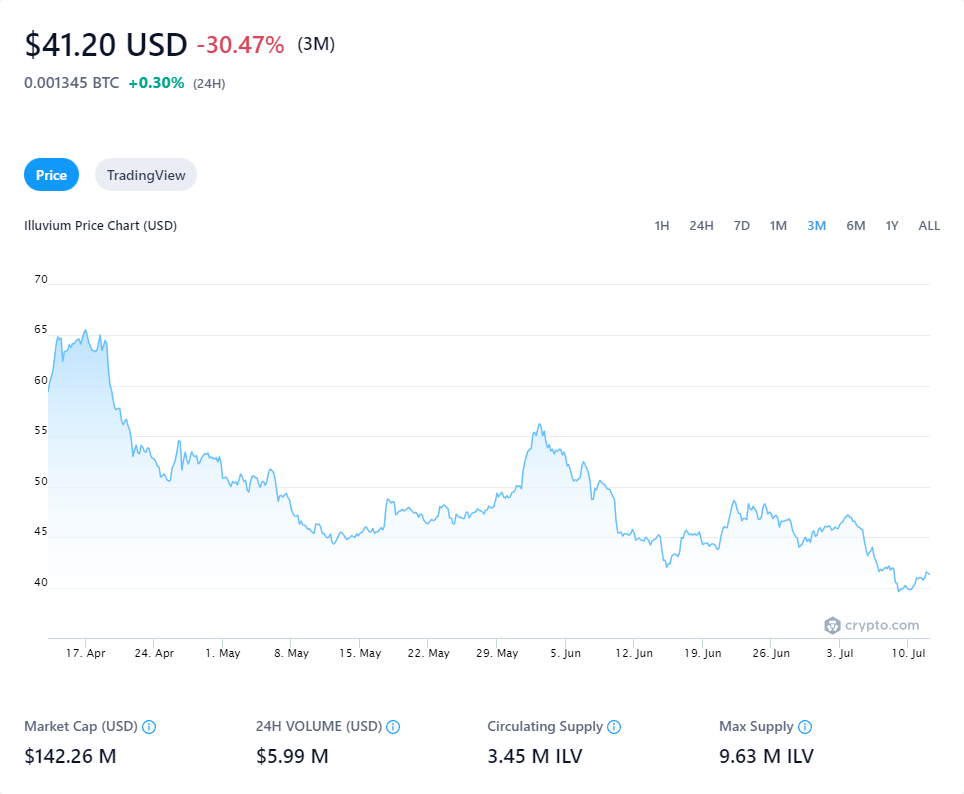 $41.20 USD -30.47% (3M)
0.001345 BTC +0.30% (24H)
Price TradingView
Illuvium Price Chart (USD) 1H 24H 7D 1M 3M 6M 1Y ALL
70
65
60
55
50
45
40
crypto.com
17. Apr 24. Apr 1. May 8. May 15. May 22. May 29. May 5. Jun 12. Jun 19. Jun 26. Jun 3. Jul 10. Jul
Market Cap (USD) 24H VOLUME (USD) Circulating Supply Max Supply
$142.26 M $5.99 M 3.45 M ILV 9.63 M ILV